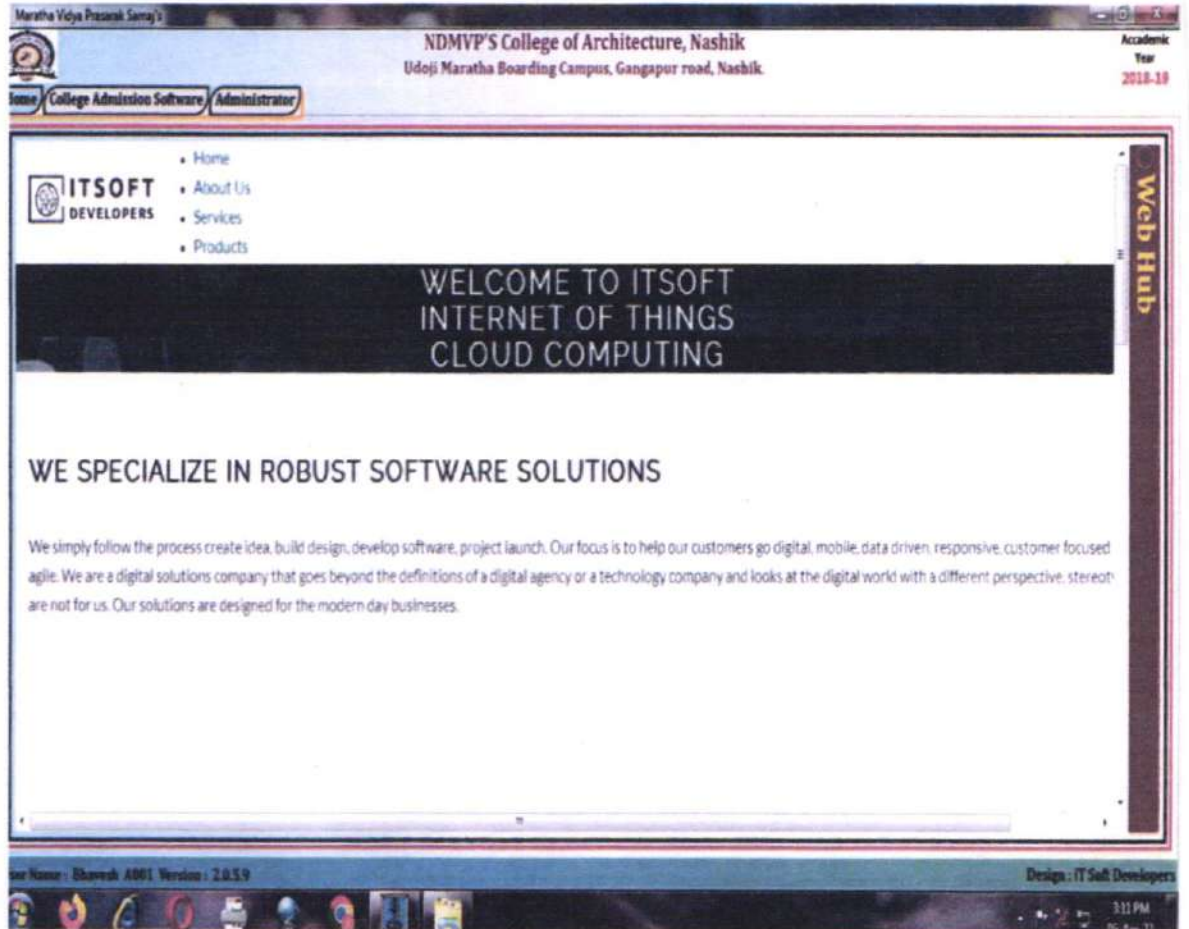 Maratha Vidya Prasarak Samaj's
NDMVP'S College of Architecture, Nashik
Udoji Maratha Boarding Campus, Gangapur road, Nashik.
Accademic
Year
2018-19
College Admission Software
Administrator
ITSOFT
DEVELOPERS
Home
About Us
Services
Products
Web Hub
WELCOME TO ITSOFT
INTERNET OF THINGS
CLOUD COMPUTING
WE SPECIALIZE IN ROBUST SOFTWARE SOLUTIONS
We simply follow the process create idea, build design, develop software, project launch. Our focus is to help our customers go digital, mobile, data driven, responsive, customer focused
agile. We are a digital solutions company that goes beyond the definitions of a digital agency or a technology company and looks at the digital world with a different perspective, stereot
are not for us. Our solutions are designed for the modern day businesses.
Name : Bhavesh A001 Version : 2.0.5.9
Design : IT Soft Developers
3:11 PM